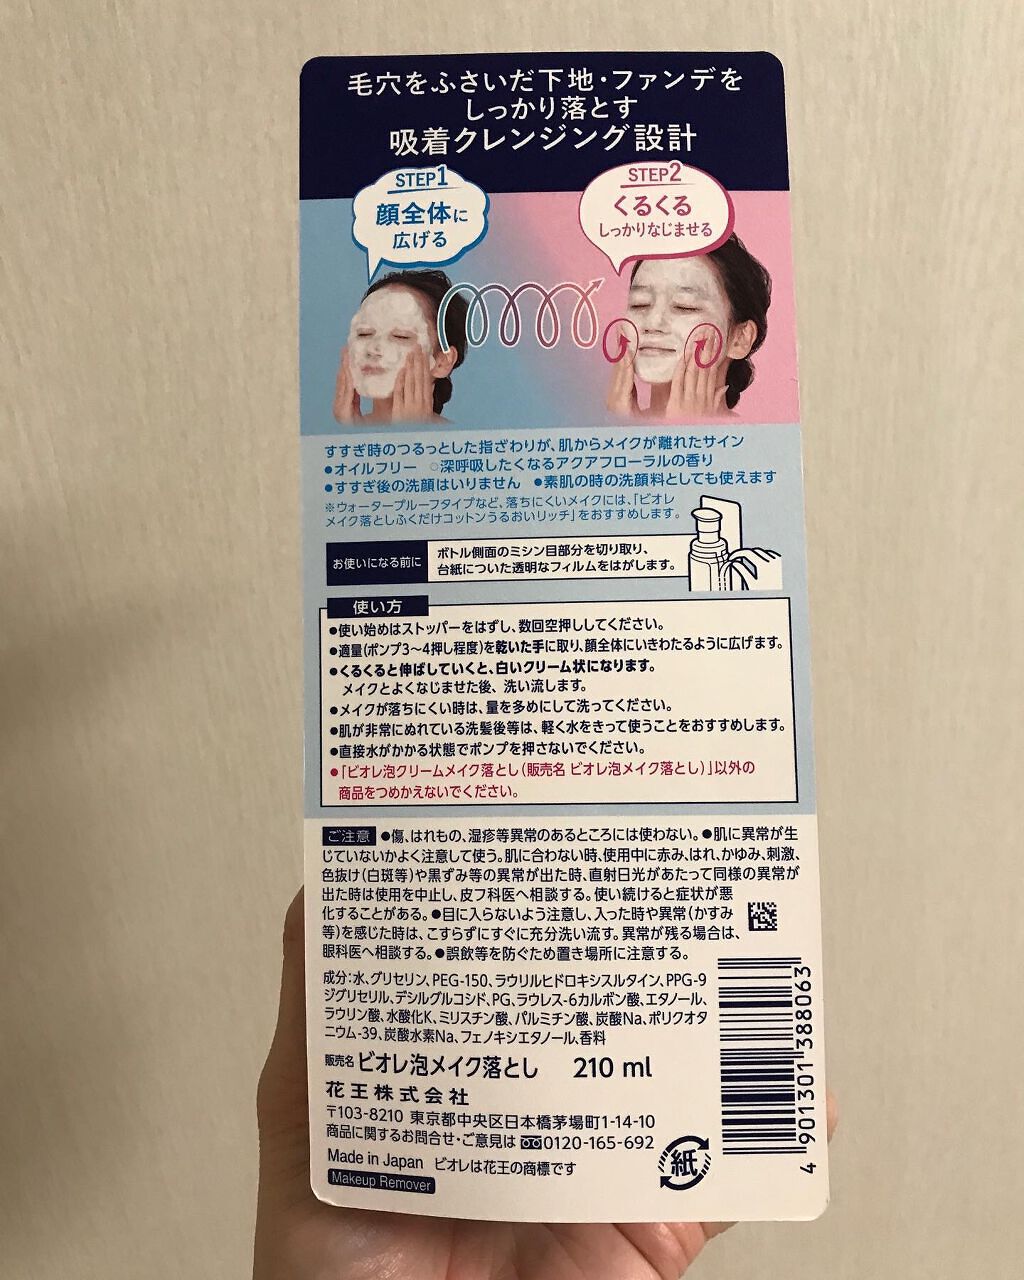 毛穴をふさいだ下地・ファンデを
しっかり落とす
吸着クレンジング設計
STEP1
顔全体に
広げる
STEP2
くるくる
しっかりなじませる
すすぎ時のつるっとした指ざわりが、肌からメイクが離れたサイン
●オイルフリー ○深呼吸したくなるアクアフローラルの香り
●すすぎ後の洗顔はいりません ●素肌の時の洗顔料としても使えます
※ウォータープルーフタイプなど、落ちにくいメイクには、「ビオレ
メイク落としふくだけコットンうるおいリッチ」をおすすめします。
お使いになる前に
ボトル側面のミシン目部分を切り取り、
台紙についた透明なフィルムをはがします。
使い方
●使い始めはストッパーをはずし、数回空押ししてください。
●適量(ポンプ3〜4押し程度)を乾いた手に取り、顔全体にいきわたるように広げます。
●くるくると伸ばしていくと、白いクリーム状になります。
メイクとよくなじませた後、洗い流します。
●メイクが落ちにくい時は、量を多めにして洗ってください。
●肌が非常にぬれている洗髪後等は、軽く水をきって使うことをおすすめします。
●直接水がかかる状態でポンプを押さないでください。
●「ビオレ泡クリームメイク落とし(販売名 ビオレ泡メイク落とし)」以外の
商品をつめかえないでください。
ご注意 ●傷、はれもの、湿疹等異常のあるところには使わない。●肌に異常が生
じていないかよく注意して使う。肌に合わない時、使用中に赤み、はれ、かゆみ、刺激、
色抜け(白斑等)や黒ずみ等の異常が出た時、直射日光があたって同様の異常が
出た時は使用を中止し、皮フ科医へ相談する。使い続けると症状が悪
化することがある。●目に入らないよう注意し、入った時や異常(かすみ
等)を感じた時は、こすらずにすぐに充分洗い流す。異常が残る場合は、
眼科医へ相談する。●誤飲等を防ぐため置き場所に注意する。
成分:水、グリセリン、PEG-150、ラウリルヒドロキシスルタイン、PPG-9
ジグリセリル、デシルグルコシド、PG、ラウレス-6カルボン酸、エタノール、
ラウリン酸、水酸化K、ミリスチン酸、パルミチン酸、炭酸Na、ポリクオタ
ニウム-39、炭酸水素Na、フェノキシエタノール、香料
販売名 ビオレ泡メイク落とし 210 ml
花王株式会社
〒103-8210 東京都中央区日本橋茅場町1-14-10
商品に関するお問合せ・ご意見は 0120-165-692
Made in Japan ビオレは花王の商標です
Makeup Remover
紙
4 901301 388063